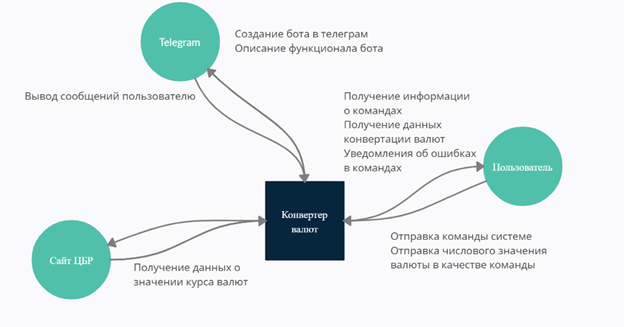 Telegram
Создание бота в телеграм
Описание функционала бота
Вывод сообщений пользователю
Получение информации
о командах
Получение данных
конвертации валют
Уведомления об ошибках
в командах
Пользователь
Конвертер
валют
Отправка команды системе
Отправка числового значения
валюты в качестве команды
Сайт ЦБР
Получение данных о
значении курса валют